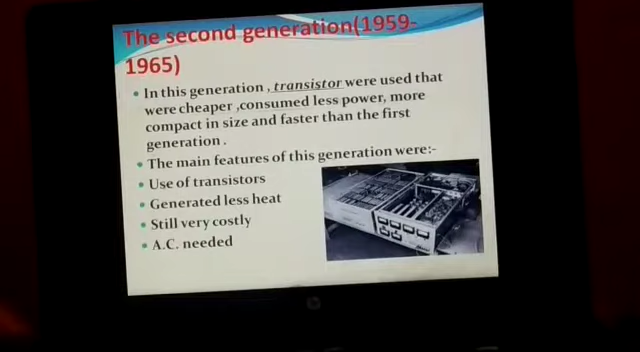 The second generation(1959-
1965)
• In this generation , transistor were used that
were cheaper ,consumed less power, more
compact in size and faster than the first
generation .
• The main features of this generation were:-
• Use of transistors
• Generated less heat
• Still very costly
• A.C. needed